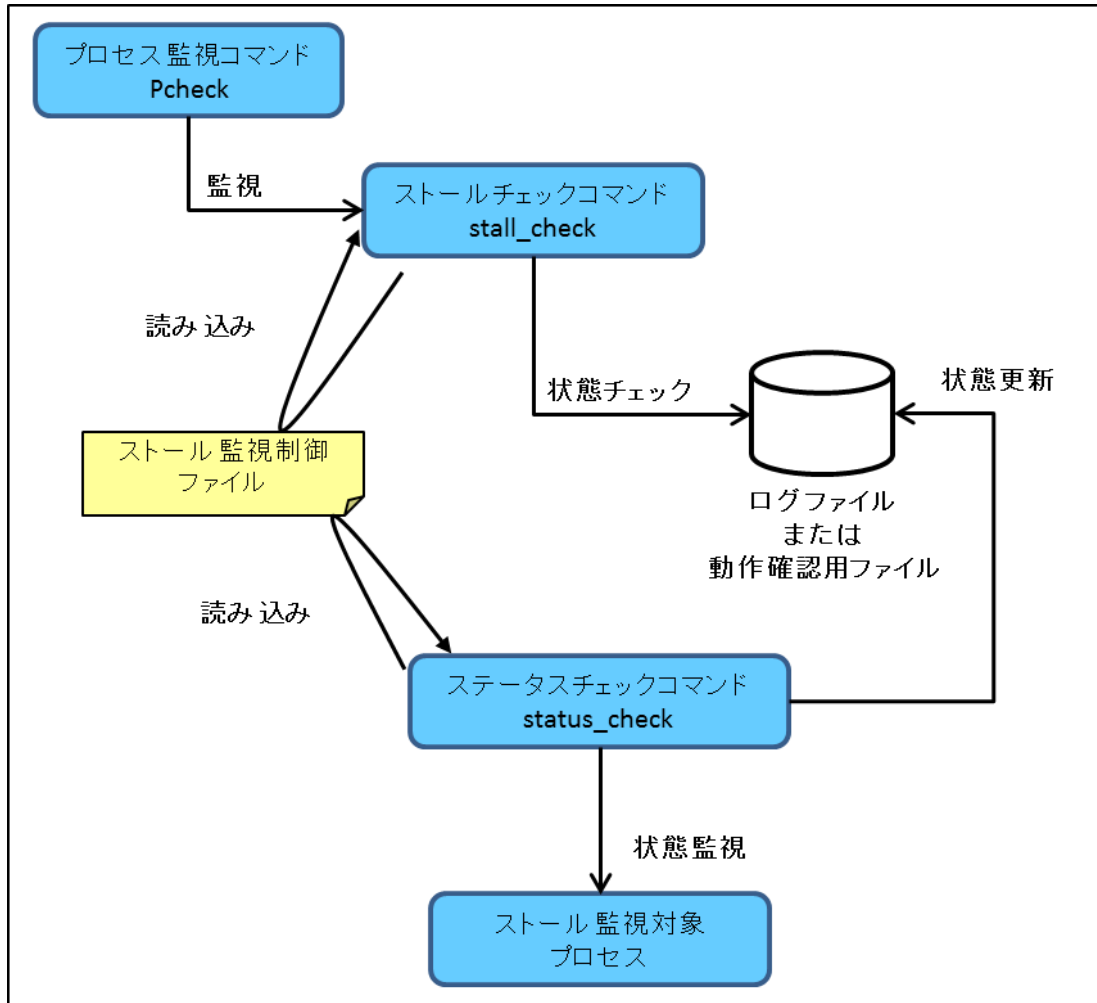 プロセス監視コマンド
Pcheck
監視
ストールチェックコマンド
stall_check
読み込み
状態チェック
状態更新
ストール監視制御
ファイル
ログファイル
または
動作確認用ファイル
読み込み
ステータスチェックコマンド
status_check
状態監視
ストール監視対象
プロセス